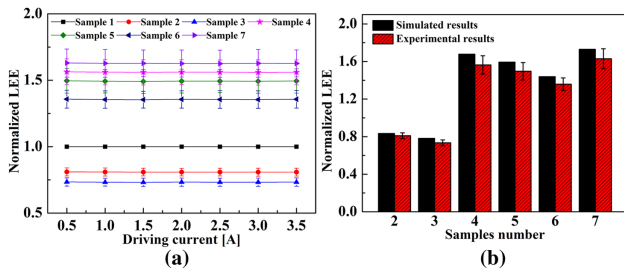 Sample 1 Sample 2 Sample 3 Sample 4
Sample 5 Sample 6 Sample 7
Normalized LEE
2.0
1.5
1.0
0.5
0.5 1.0 1.5 2.0 2.5 3.0 3.5
Driving current [A]
(a)
Simulated results
Experimental results
Normalized LEE
2.0
1.6
1.2
0.8
0.4
0.0
2 3 4 5 6 7
Samples number
(b)